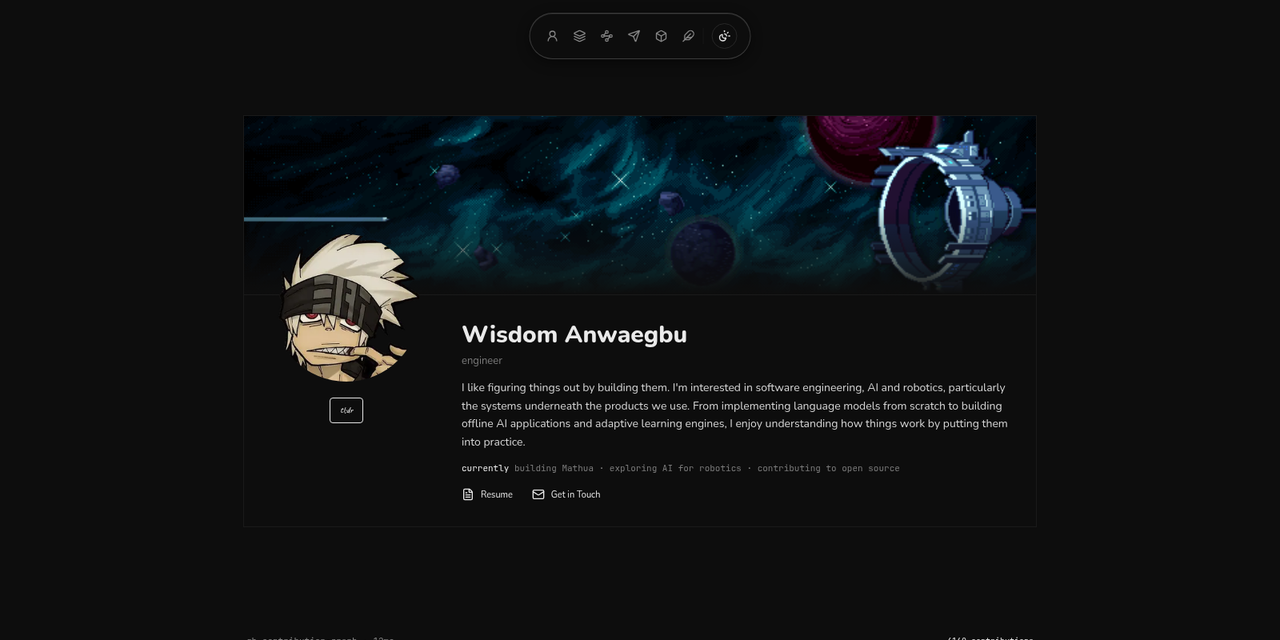 Wisdom Anwaegbu
engineer
I like figuring things out by building them. I'm interested in software engineering, AI and robotics, particularly
the systems underneath the products we use. From implementing language models from scratch to building
offline AI applications and adaptive learning engines, I enjoy understanding how things work by putting them
into practice.
currently building Mathua · exploring AI for robotics · contributing to open source
Resume
Get in Touch